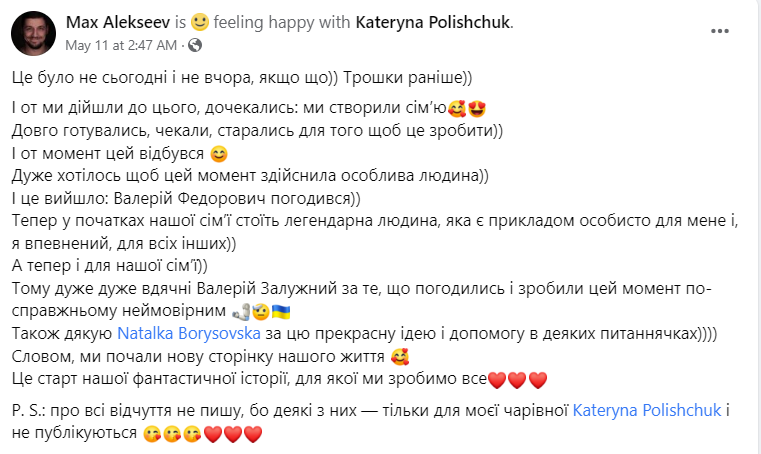 Max Alekseev is 🙂 feeling happy with Kateryna Polishchuk.
May 11 at 2:47 AM ·
Це було не сьогодні і не вчора, якщо що)) Трошки раніше))
І от ми дійшли до цього, дочекались: ми створили сім’ю🥰😍
Довго готувались, чекали, старались для того щоб це зробити))
І от момент цей відбувся 😊
Дуже хотілось щоб цей момент здійснила особлива людина))
І це вийшло: Валерій Федорович погодився))
Тепер у початках нашої сім’ї стоїть легендарна людина, яка є прикладом особисто для мене і,
я впевнений, для всіх інших))
А тепер і для нашої сім’ї))
Тому дуже дуже вдячні Валерій Залужний за те, що погодились і зробили цей момент по-
справжньому неймовірним 🦾🫡🇺🇦
Також дякую Natalka Borysovska за цю прекрасну ідею і допомогу в деяких питаннячках))))
Словом, ми почали нову сторінку нашого життя 🥰
Це старт нашої фантастичної історії, для якої ми зробимо все❤️❤️❤️
P. S.: про всі відчуття не пишу, бо деякі з них — тільки для моєї чарівної Kateryna Polishchuk і
не публікуються 😋😋😋❤️❤️❤️